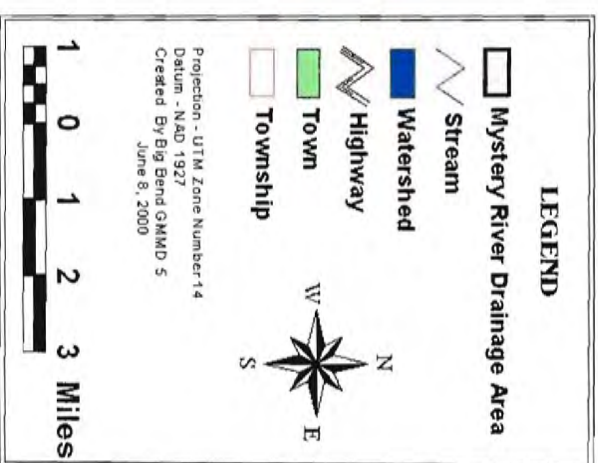 LEGEND
Mystery River Drainage Area
Stream
Watershed
Highway
Town
Township
N
W
E
S
Projection - UTM Zone Number 14
Datum - NAD 1927
Created By Big Bend GMMD 5
June 8, 2000
1 0 1 2 3 Miles